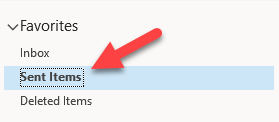 Favorites
Inbox
Sent Items
Deleted Items